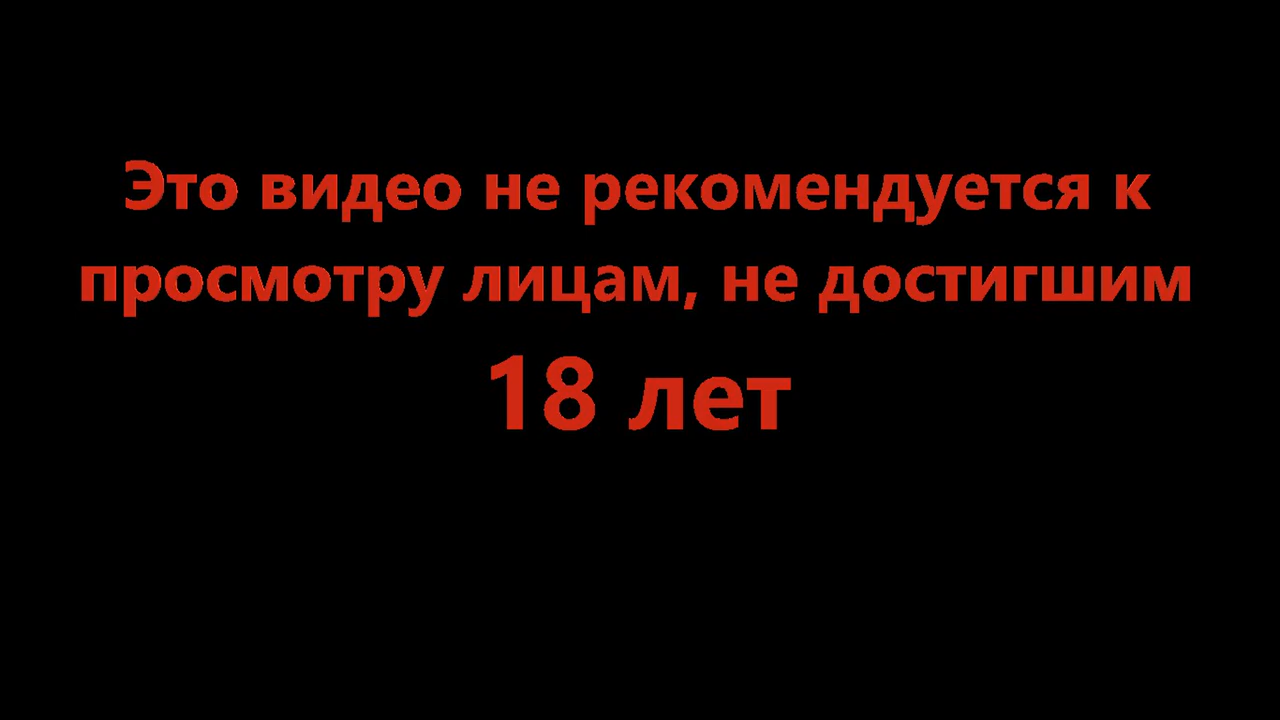 Это видео не рекомендуется к
просмотру лицам, не достигшим
18 лет